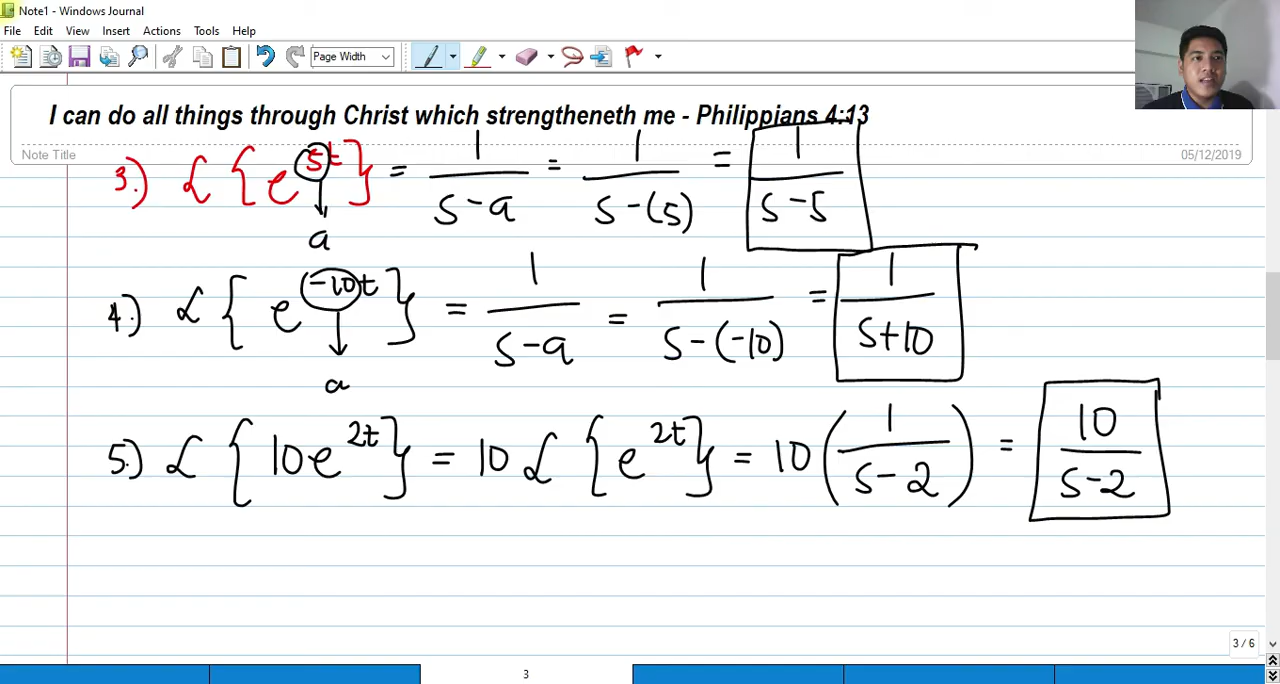 Note1 - Windows Journal
File Edit View Insert Actions Tools Help
Page Width
I can do all things through Christ which strengtheneth me - Philippians 4:13
Note Title 05/12/2019
3.) ℒ{e^(5t)} = 1/(s-a) = 1/(s-(5)) = 1/(s-5)
a
4.) ℒ{e^((-10)t)} = 1/(s-a) = 1/(s-(-10)) = 1/(s+10)
a
5.) ℒ{10e^(2t)} = 10ℒ{e^(2t)} = 10(1/(s-2)) = 10/(s-2)
3 / 6
3